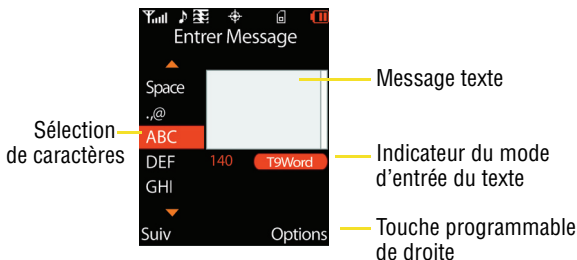 Entrer Message
Space
.,@
ABC
DEF
GHI
140
T9Word
Suiv
Options
Sélection
de caractères
Message texte
Indicateur du mode
d'entrée du texte
Touche programmable
de droite